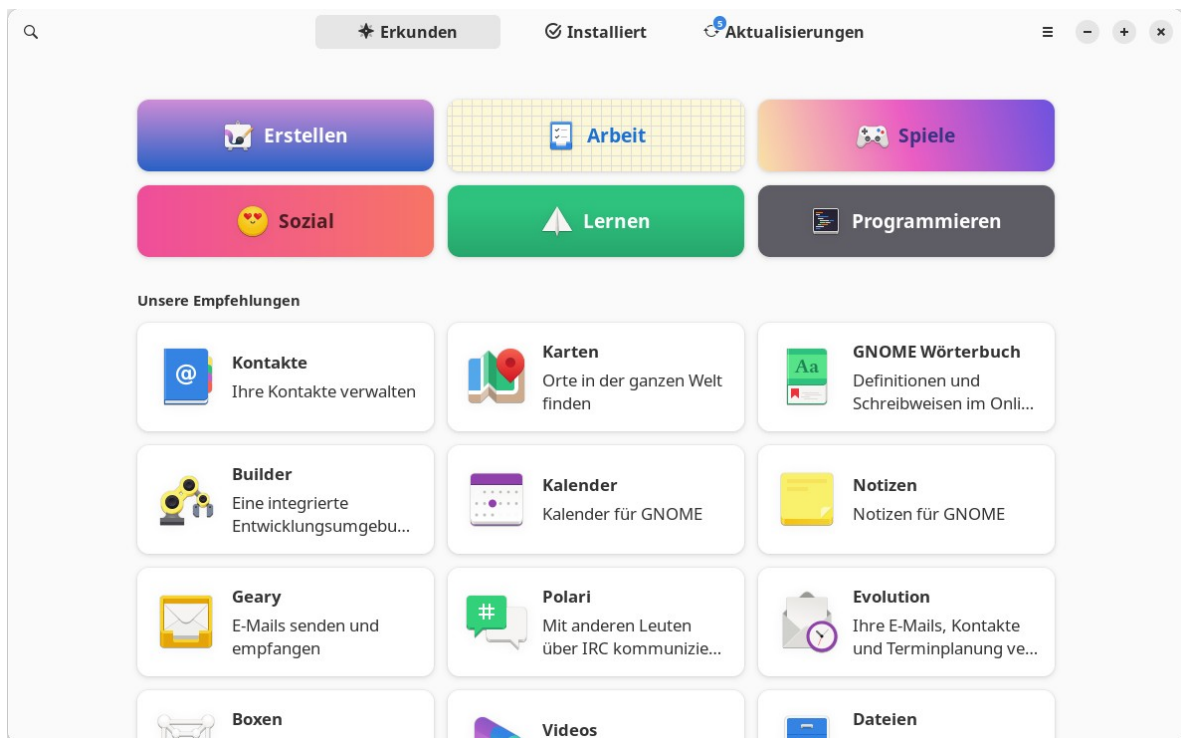 Erkunden
Installiert
5
Aktualisierungen
Erstellen
Arbeit
Spiele
Sozial
Lernen
Programmieren
Unsere Empfehlungen
@
Kontakte
Ihre Kontakte verwalten
Karten
Orte in der ganzen Welt
finden
Aa
GNOME Wörterbuch
Definitionen und
Schreibweisen im Onli...
Builder
Eine integrierte
Entwicklungsumgebu...
Kalender
Kalender für GNOME
Notizen
Notizen für GNOME
Geary
E-Mails senden und
empfangen
#
Polari
Mit anderen Leuten
über IRC kommunizie...
Evolution
Ihre E-Mails, Kontakte
und Terminplanung ve...
Boxen
Videos
Dateien